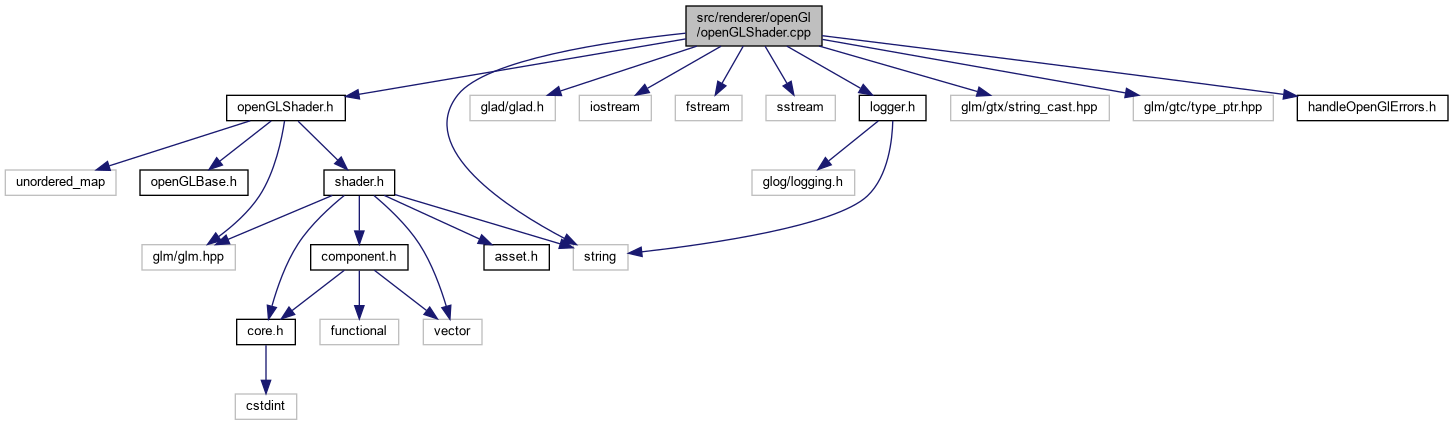 src/renderer/openGl
/openGLShader.cpp
openGLShader.h
glad/glad.h
iostream
fstream
sstream
logger.h
glm/gtx/string_cast.hpp
glm/gtc/type_ptr.hpp
handleOpenGlErrors.h
unordered_map
openGLBase.h
shader.h
glog/logging.h
glm/glm.hpp
component.h
asset.h
string
core.h
functional
vector
cstdint